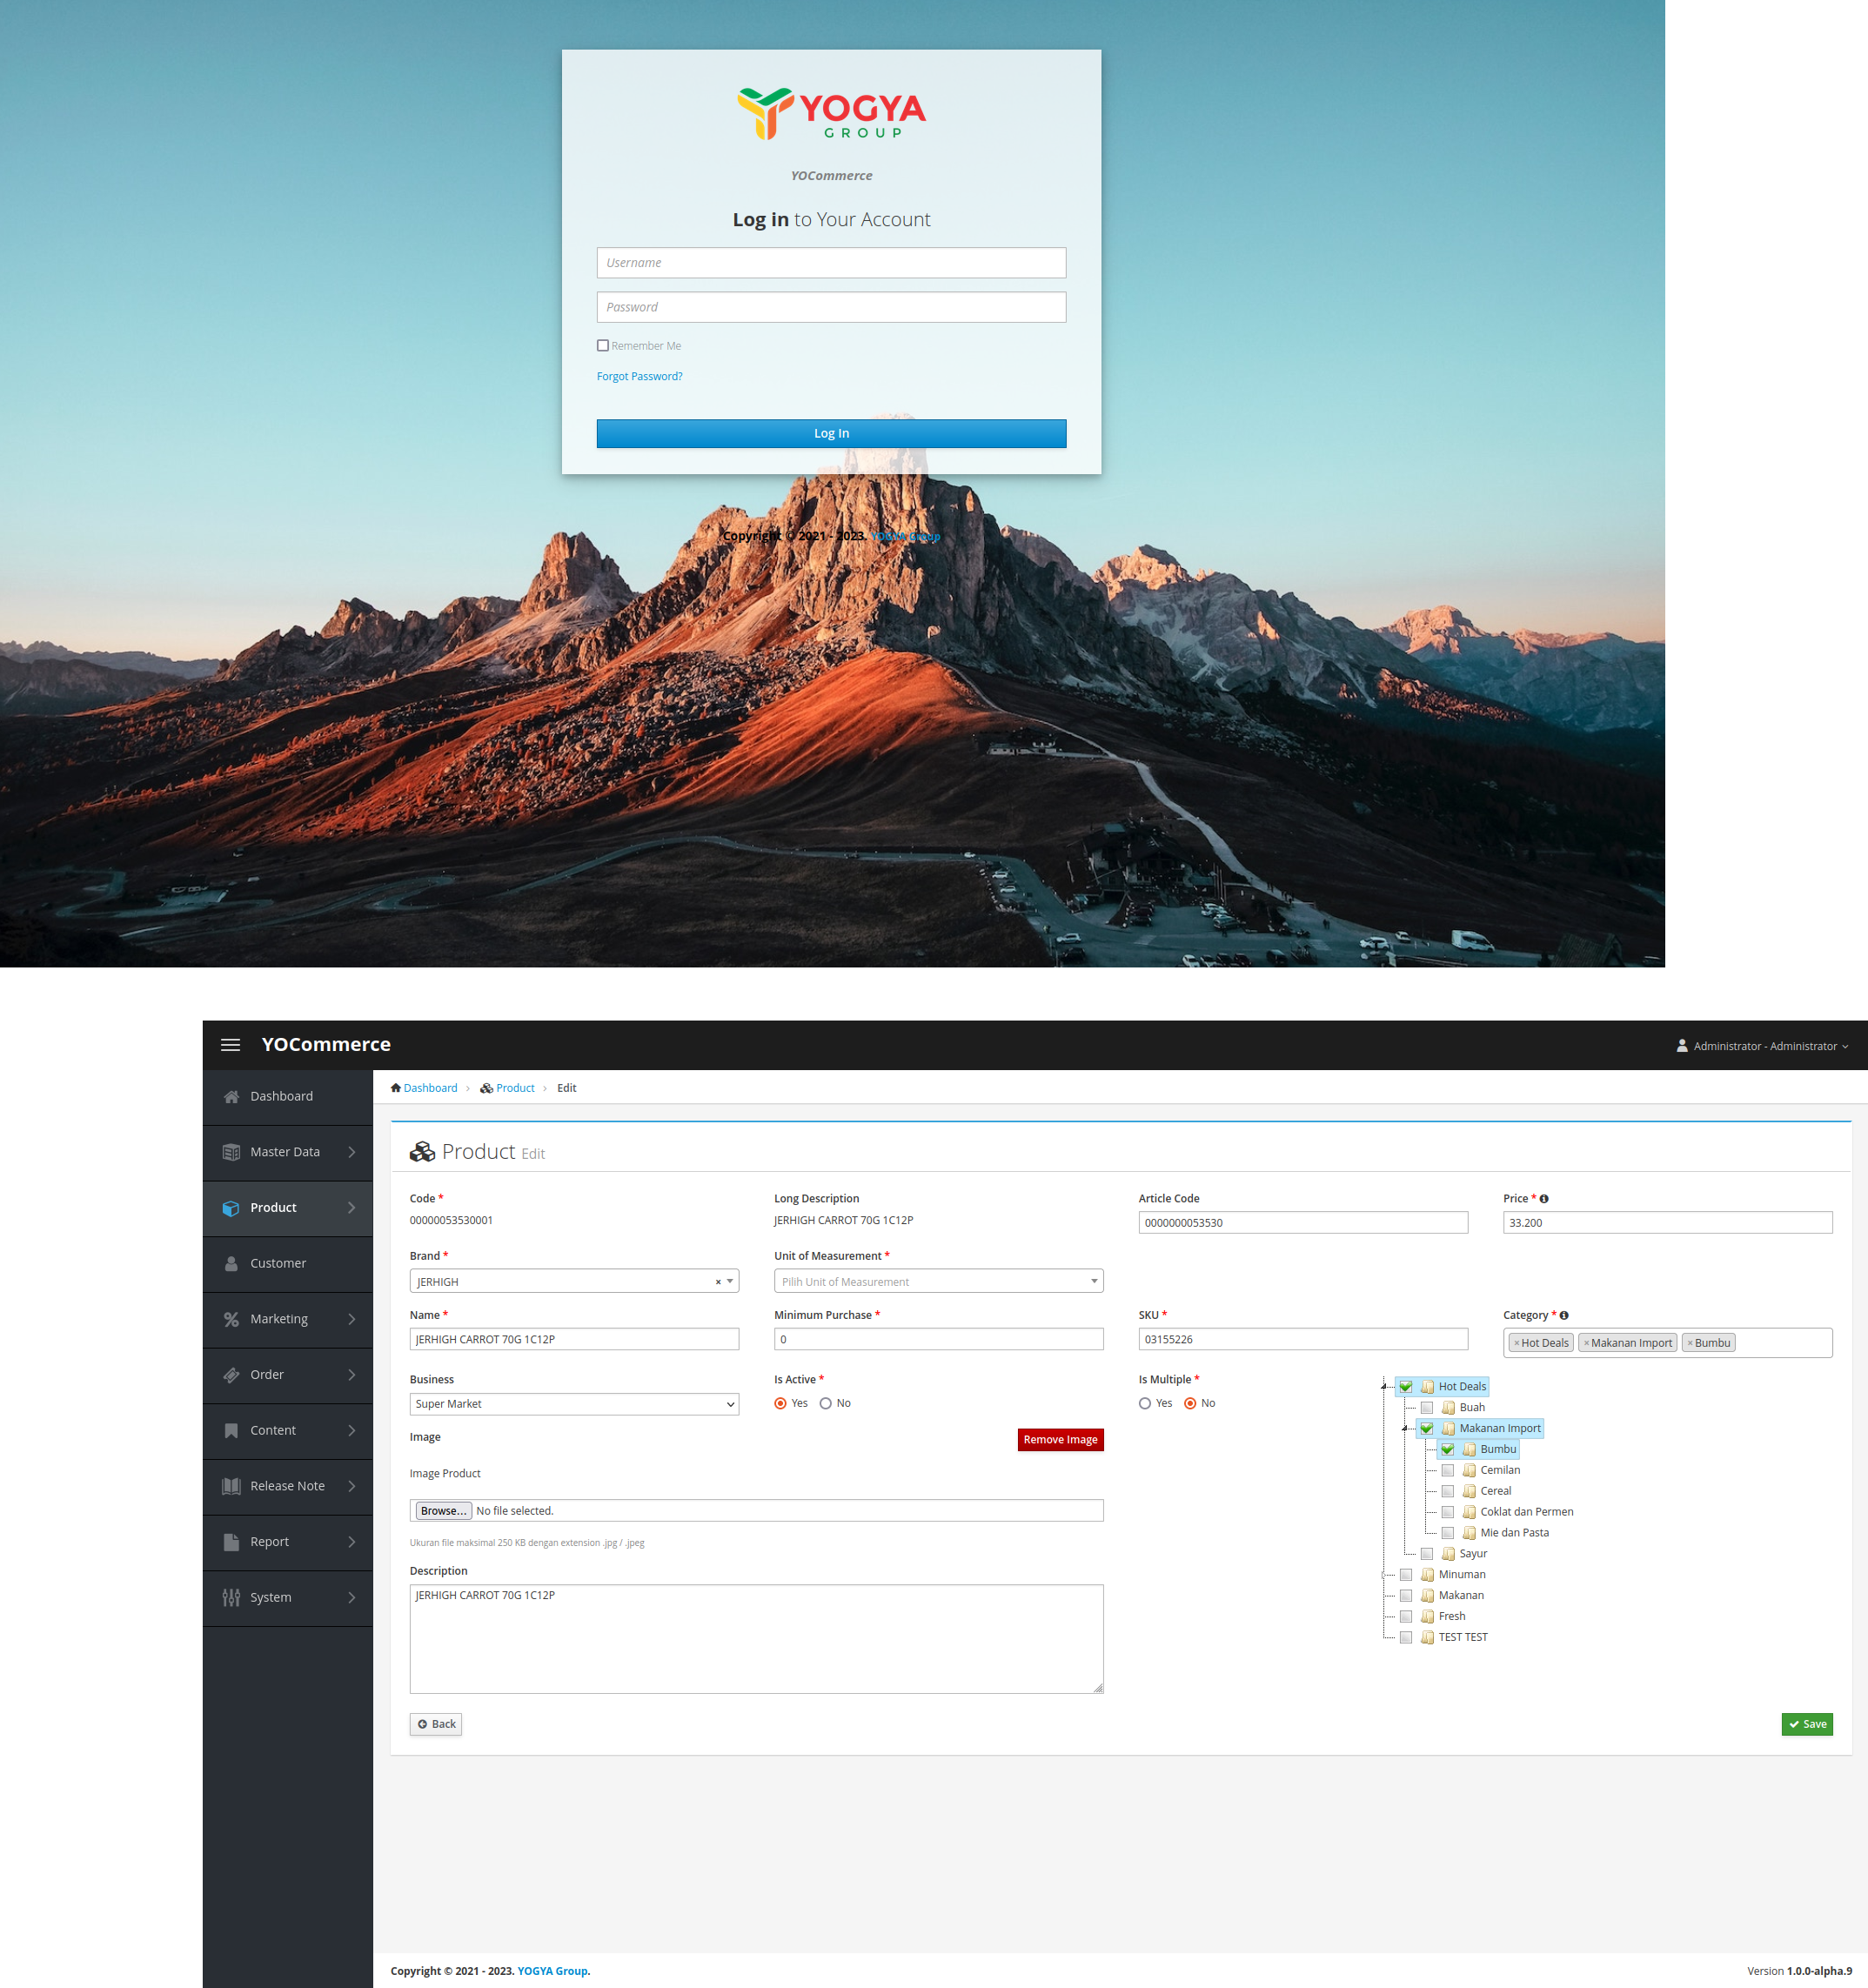 YOGYA
GROUP
YOCommerce
Log in to Your Account
Username
Password
Remember Me
Forgot Password?
Log In
Copyright © 2021 - 2023. YOGYA Group
YOCommerce
Administrator - Administrator
Dashboard
Master Data
Product
Customer
Marketing
Order
Content
Release Note
Report
System
Dashboard › Product › Edit
Product Edit
Code * Long Description Article Code Price *
00000053530001 JERHIGH CARROT 70G 1C12P 0000000053530 33.200
Brand * Unit of Measurement *
JERHIGH × Pilih Unit of Measurement
Name * Minimum Purchase * SKU * Category *
JERHIGH CARROT 70G 1C12P 0 03155226 × Hot Deals × Makanan Import × Bumbu
Business Is Active * Is Multiple *
Super Market Yes No Yes No
Image Remove Image
Image Product
Browse... No file selected.
Ukuran file maksimal 250 KB dengan extension .jpg / .jpeg
Description
JERHIGH CARROT 70G 1C12P
Hot Deals
Buah
Makanan Import
Bumbu
Cemilan
Cereal
Coklat dan Permen
Mie dan Pasta
Sayur
Minuman
Makanan
Fresh
TEST TEST
Back Save
Copyright © 2021 - 2023. YOGYA Group. Version 1.0.0-alpha.9